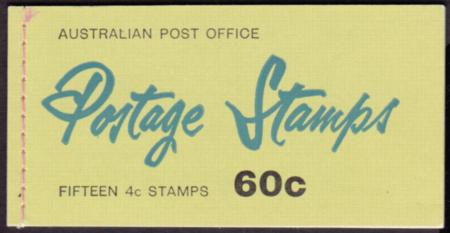 AUSTRALIAN POST OFFICE
Postage Stamps
FIFTEEN 4c STAMPS 60c